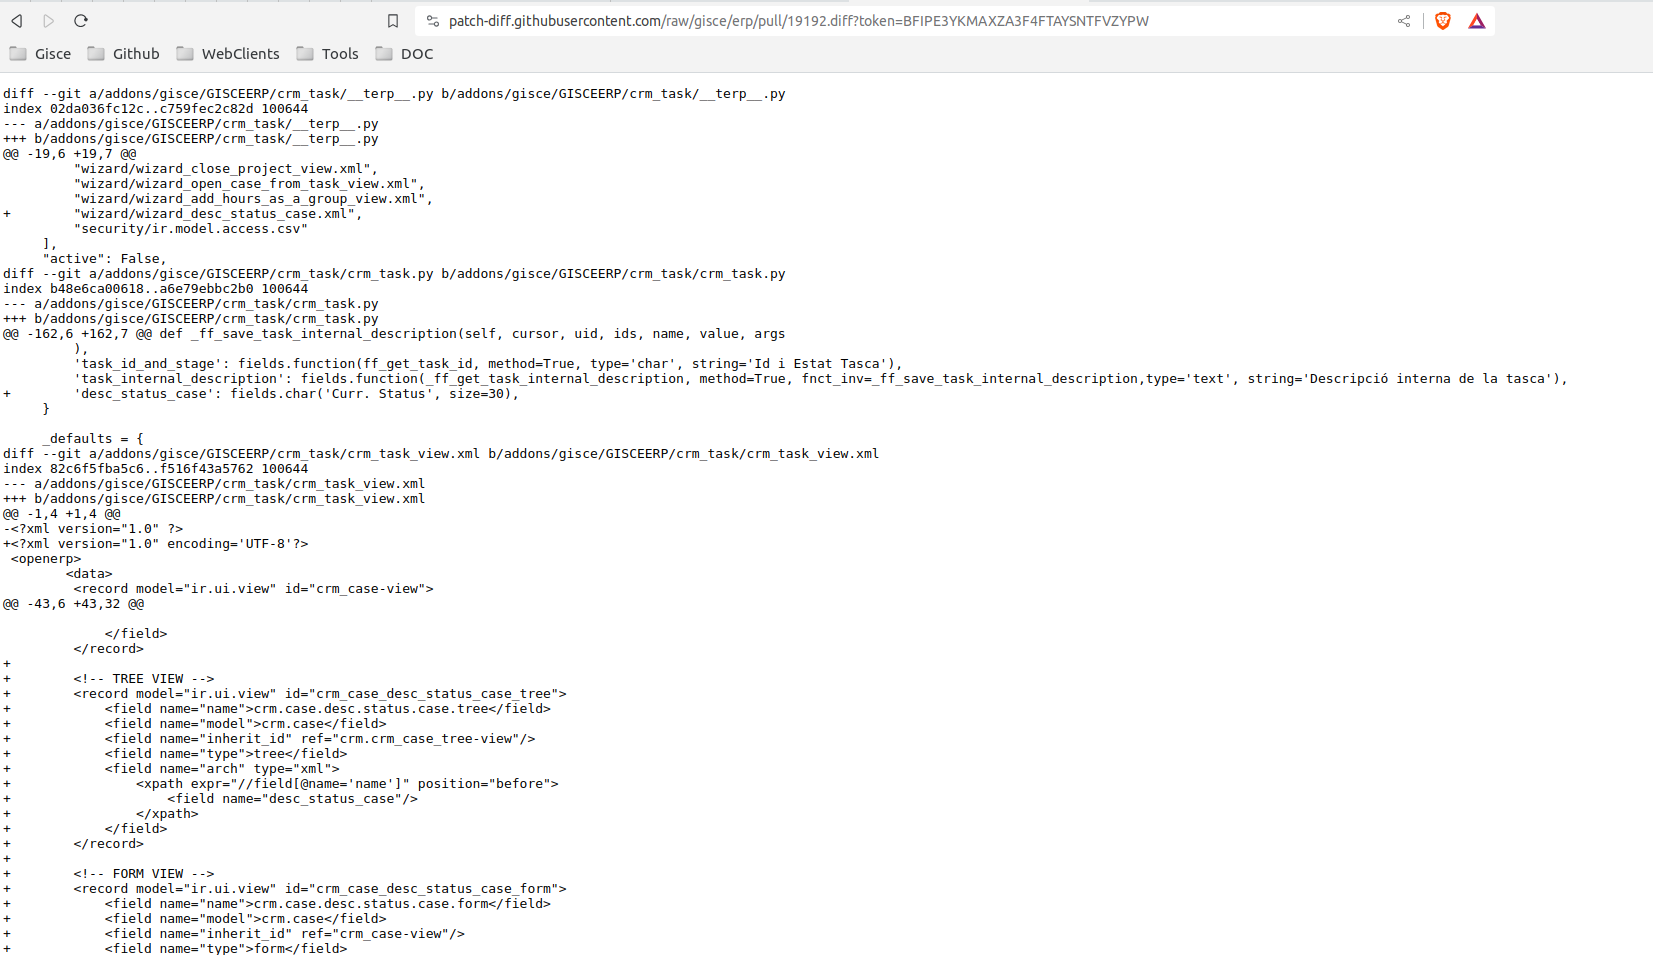 patch-diff.githubusercontent.com/raw/gisce/erp/pull/19192.diff?token=BFIPE3YKMAXZA3F4FTAYSNTFVZYPW
Gisce Github WebClients Tools DOC
diff --git a/addons/gisce/GISCEERP/crm_task/__terp__.py b/addons/gisce/GISCEERP/crm_task/__terp__.py
index 02da036fc12c..c759fec2c82d 100644
--- a/addons/gisce/GISCEERP/crm_task/__terp__.py
+++ b/addons/gisce/GISCEERP/crm_task/__terp__.py
@@ -19,6 +19,7 @@
         "wizard/wizard_close_project_view.xml",
         "wizard/wizard_open_case_from_task_view.xml",
         "wizard/wizard_add_hours_as_a_group_view.xml",
+        "wizard/wizard_desc_status_case.xml",
         "security/ir.model.access.csv"
     ],
     "active": False,
diff --git a/addons/gisce/GISCEERP/crm_task/crm_task.py b/addons/gisce/GISCEERP/crm_task/crm_task.py
index b48e6ca00618..a6e79ebbc2b0 100644
--- a/addons/gisce/GISCEERP/crm_task/crm_task.py
+++ b/addons/gisce/GISCEERP/crm_task/crm_task.py
@@ -162,6 +162,7 @@ def _ff_save_task_internal_description(self, cursor, uid, ids, name, value, args
         ),
         'task_id_and_stage': fields.function(ff_get_task_id, method=True, type='char', string='Id i Estat Tasca'),
         'task_internal_description': fields.function(_ff_get_task_internal_description, method=True, fnct_inv=_ff_save_task_internal_description,type='text', string='Descripció interna de la tasca'),
+        'desc_status_case': fields.char('Curr. Status', size=30),
     }
     _defaults = {
diff --git a/addons/gisce/GISCEERP/crm_task/crm_task_view.xml b/addons/gisce/GISCEERP/crm_task/crm_task_view.xml
index 82c6f5fba5c6..f516f43a5762 100644
--- a/addons/gisce/GISCEERP/crm_task/crm_task_view.xml
+++ b/addons/gisce/GISCEERP/crm_task/crm_task_view.xml
@@ -1,4 +1,4 @@
-<?xml version="1.0" ?>
+<?xml version="1.0" encoding='UTF-8'?>
 <openerp>
        <data>
         <record model="ir.ui.view" id="crm_case-view">
@@ -43,6 +43,32 @@
             </field>
         </record>
+
+        <!-- TREE VIEW -->
+        <record model="ir.ui.view" id="crm_case_desc_status_case_tree">
+            <field name="name">crm.case.desc.status.case.tree</field>
+            <field name="model">crm.case</field>
+            <field name="inherit_id" ref="crm.crm_case_tree-view"/>
+            <field name="type">tree</field>
+            <field name="arch" type="xml">
+                <xpath expr="//field[@name='name']" position="before">
+                    <field name="desc_status_case"/>
+                </xpath>
+            </field>
+        </record>
+
+        <!-- FORM VIEW -->
+        <record model="ir.ui.view" id="crm_case_desc_status_case_form">
+            <field name="name">crm.case.desc.status.case.form</field>
+            <field name="model">crm.case</field>
+            <field name="inherit_id" ref="crm_case-view"/>
+            <field name="type">form</field>